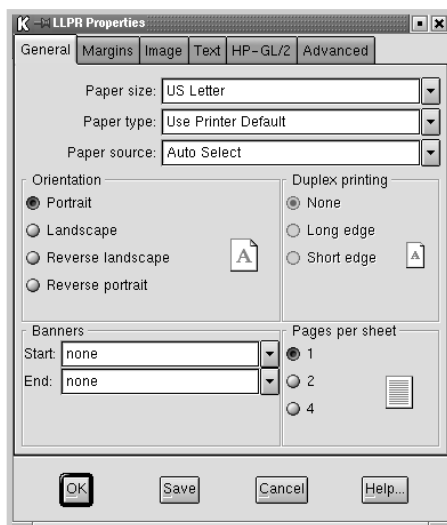 K LLPR Properties
General Margins Image Text HP-GL/2 Advanced
Paper size: US Letter
Paper type: Use Printer Default
Paper source: Auto Select
Orientation
Portrait
Landscape
Reverse landscape
Reverse portrait
A
Duplex printing
None
Long edge
Short edge
A
Banners
Start: none
End: none
Pages per sheet
1
2
4
OK Save Cancel Help...